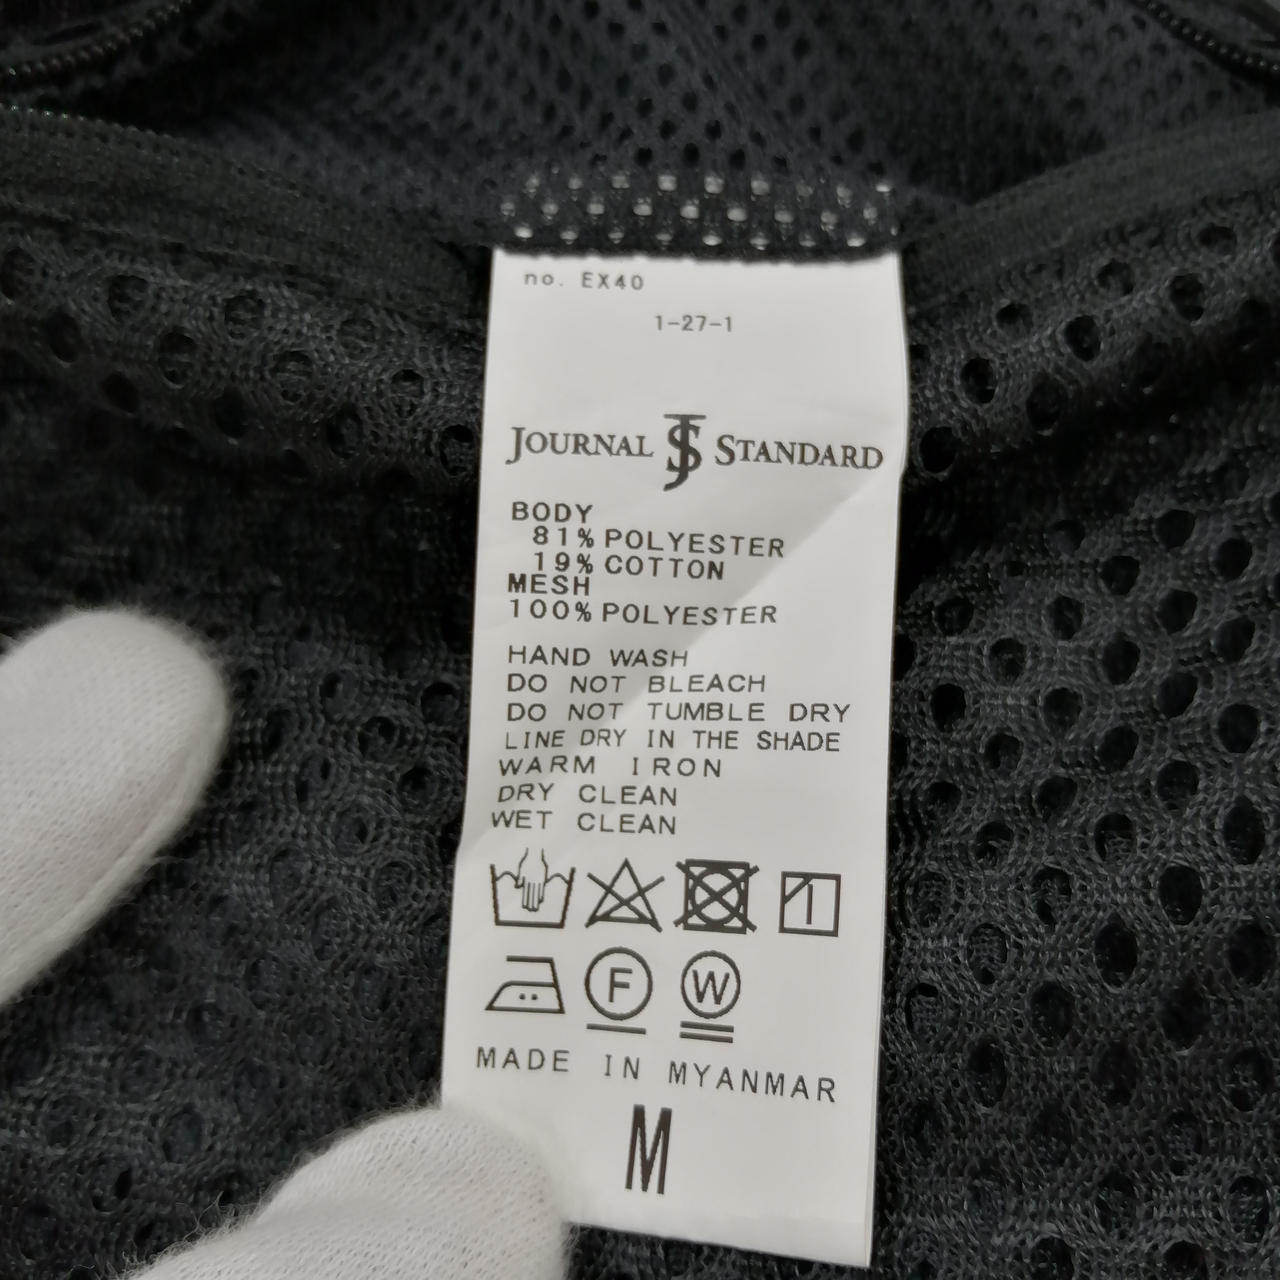 no. EX40
1-27-1
JOURNAL JS STANDARD
BODY
81% POLYESTER
19% COTTON
MESH
100% POLYESTER
HAND WASH
DO NOT BLEACH
DO NOT TUMBLE DRY
LINE DRY IN THE SHADE
WARM IRON
DRY CLEAN
WET CLEAN
F W
MADE IN MYANMAR
M